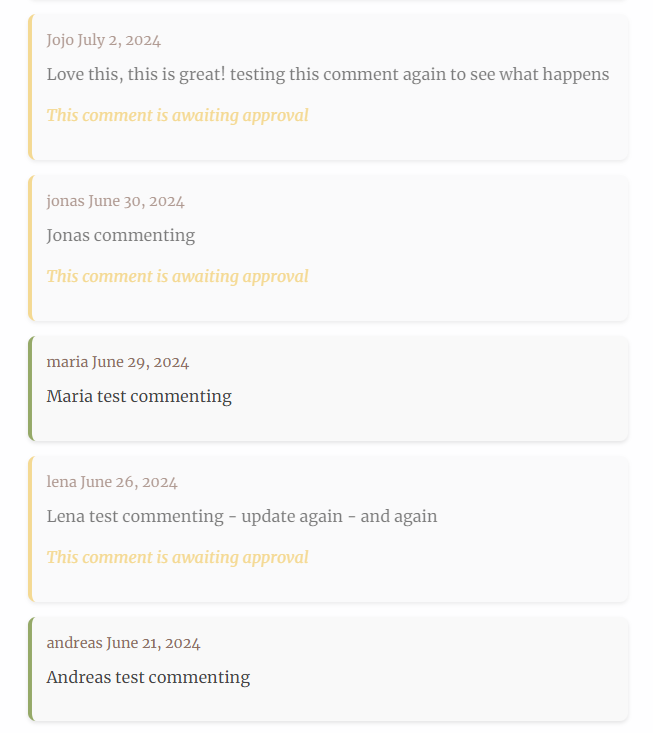 Jojo July 2, 2024
Love this, this is great! testing this comment again to see what happens
This comment is awaiting approval
jonas June 30, 2024
Jonas commenting
This comment is awaiting approval
maria June 29, 2024
Maria test commenting
lena June 26, 2024
Lena test commenting - update again - and again
This comment is awaiting approval
andreas June 21, 2024
Andreas test commenting